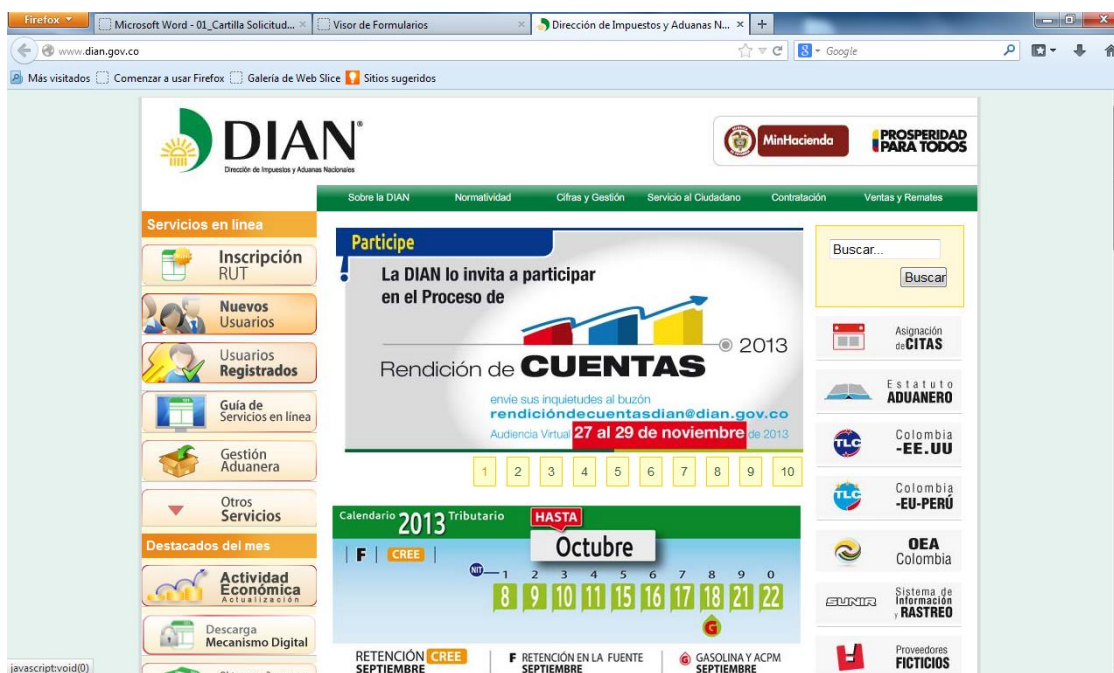 Firefox
Microsoft Word - 01_Cartilla Solicitud...
Visor de Formularios
Dirección de Impuestos y Aduanas N...
www.dian.gov.co
Google
Más visitados
Comenzar a usar Firefox
Galería de Web Slice
Sitios sugeridos
DIAN
Dirección de Impuestos y Aduanas Nacionales
MinHacienda
PROSPERIDAD
PARA TODOS
Sobre la DIAN
Normatividad
Cifras y Gestión
Servicio al Ciudadano
Contratación
Ventas y Remates
Servicios en línea
Inscripción
RUT
Nuevos
Usuarios
Usuarios
Registrados
Guía de
Servicios en línea
Gestión
Aduanera
Otros
Servicios
Destacados del mes
Actividad
Económica
Actualización
Descarga
Mecanismo Digital
Participe
La DIAN lo invita a participar
en el Proceso de
2013
Rendición de CUENTAS
envie sus inquietudes al buzón
rendicióndecuentasdian@dian.gov.co
Audiencia Virtual 27 al 29 de noviembre de 2013
1 2 3 4 5 6 7 8 9 10
Calendario 2013 Tributario
HASTA
Octubre
F CREE
NIT 1 2 3 4 5 6 7 8 9 0
8 9 10 11 15 16 17 18 21 22
G
RETENCIÓN CREE
SEPTIEMBRE
F RETENCIÓN EN LA FUENTE
SEPTIEMBRE
G GASOLINA Y ACPM
SEPTIEMBRE
Buscar...
Buscar
Asignación
de CITAS
Estatuto
ADUANERO
TLC
Colombia
-EE.UU
TLC
Colombia
-EU-PERÚ
OEA
Colombia
SUNIR
Sistema de
Información
y RASTREO
Proveedores
FICTICIOS
javascript:void(0)